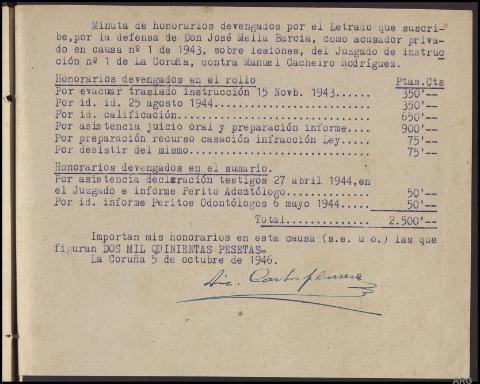 Minuta de honorarios devengados por el Letrado que suscri-
be,por la defensa de Don José Mella Barcia, como acusador priva-
do en causa nº 1 de 1943, sobre lesiones, del Juzgado de instruc
ción nº 1 de La Coruña, contra Manuel Cacheiro Rodríguez.
Honorarios devengados en el rollo Ptas.Cts
Por evacuar traslado instrucción 15 Novb. 1943...... 350'--
Por id. id. 25 agosto 1944.......................... 350'--
Por id. calificación................................ 650'--
Por asistencia juicio oral y preparación informe.... 900'--
Por preparación recurso casación infracción Ley..... 75'--
Por desistir del mismo.............................. 75'--
Honorarios devengados en el sumario.
Por asistencia declaración testigos 27 abril 1944,en
el Juzgado e informe Perito Adontólogo.............. 50'--
Por id. informe Peritos Odontólogos 6 mayo 1944..... 50'--
Total............. 2.500'--
Importan mis honorarios en esta causa (s.e. u o.) las que
figuran DOS MIL QUINIENTAS PESETAS=
La Coruña 5 de octubre de 1946.
ARG